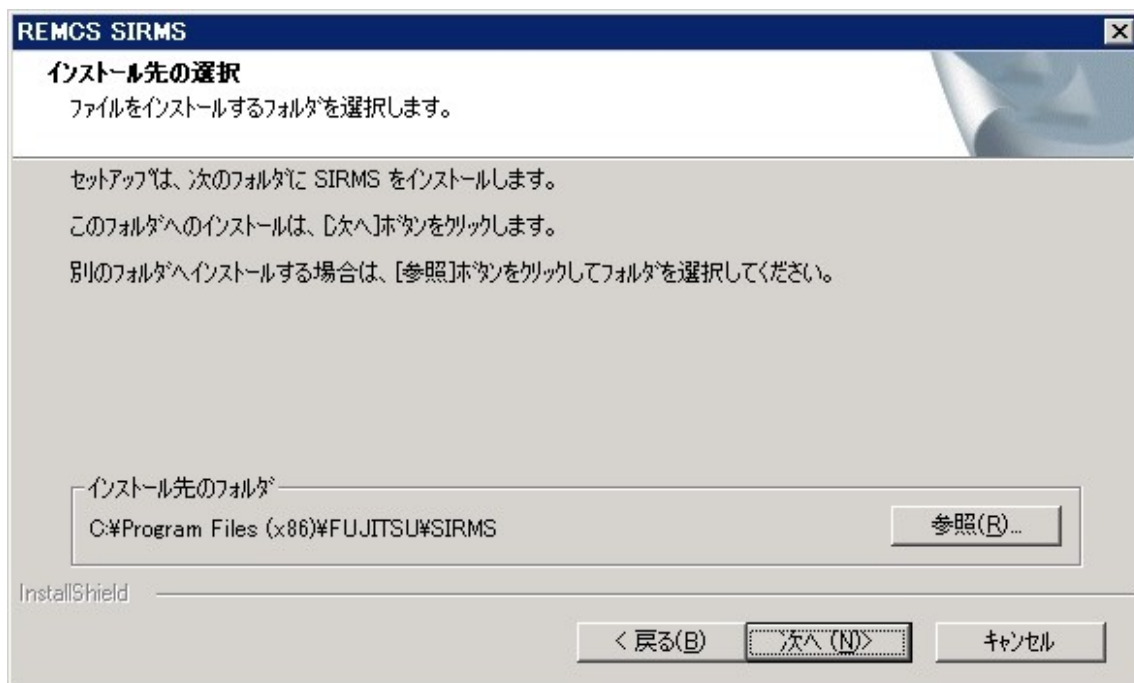 REMCS SIRMS
インストール先の選択
ファイルをインストールするフォルダを選択します。
セットアップは、次のフォルダに SIRMS をインストールします。
このフォルダへのインストールは、[次へ]ボタンをクリックします。
別のフォルダへインストールする場合は、[参照]ボタンをクリックしてフォルダを選択してください。
インストール先のフォルダ
C:¥Program Files (x86)¥FUJITSU¥SIRMS
参照(R)...
InstallShield
< 戻る(B)
次へ (N)>
キャンセル